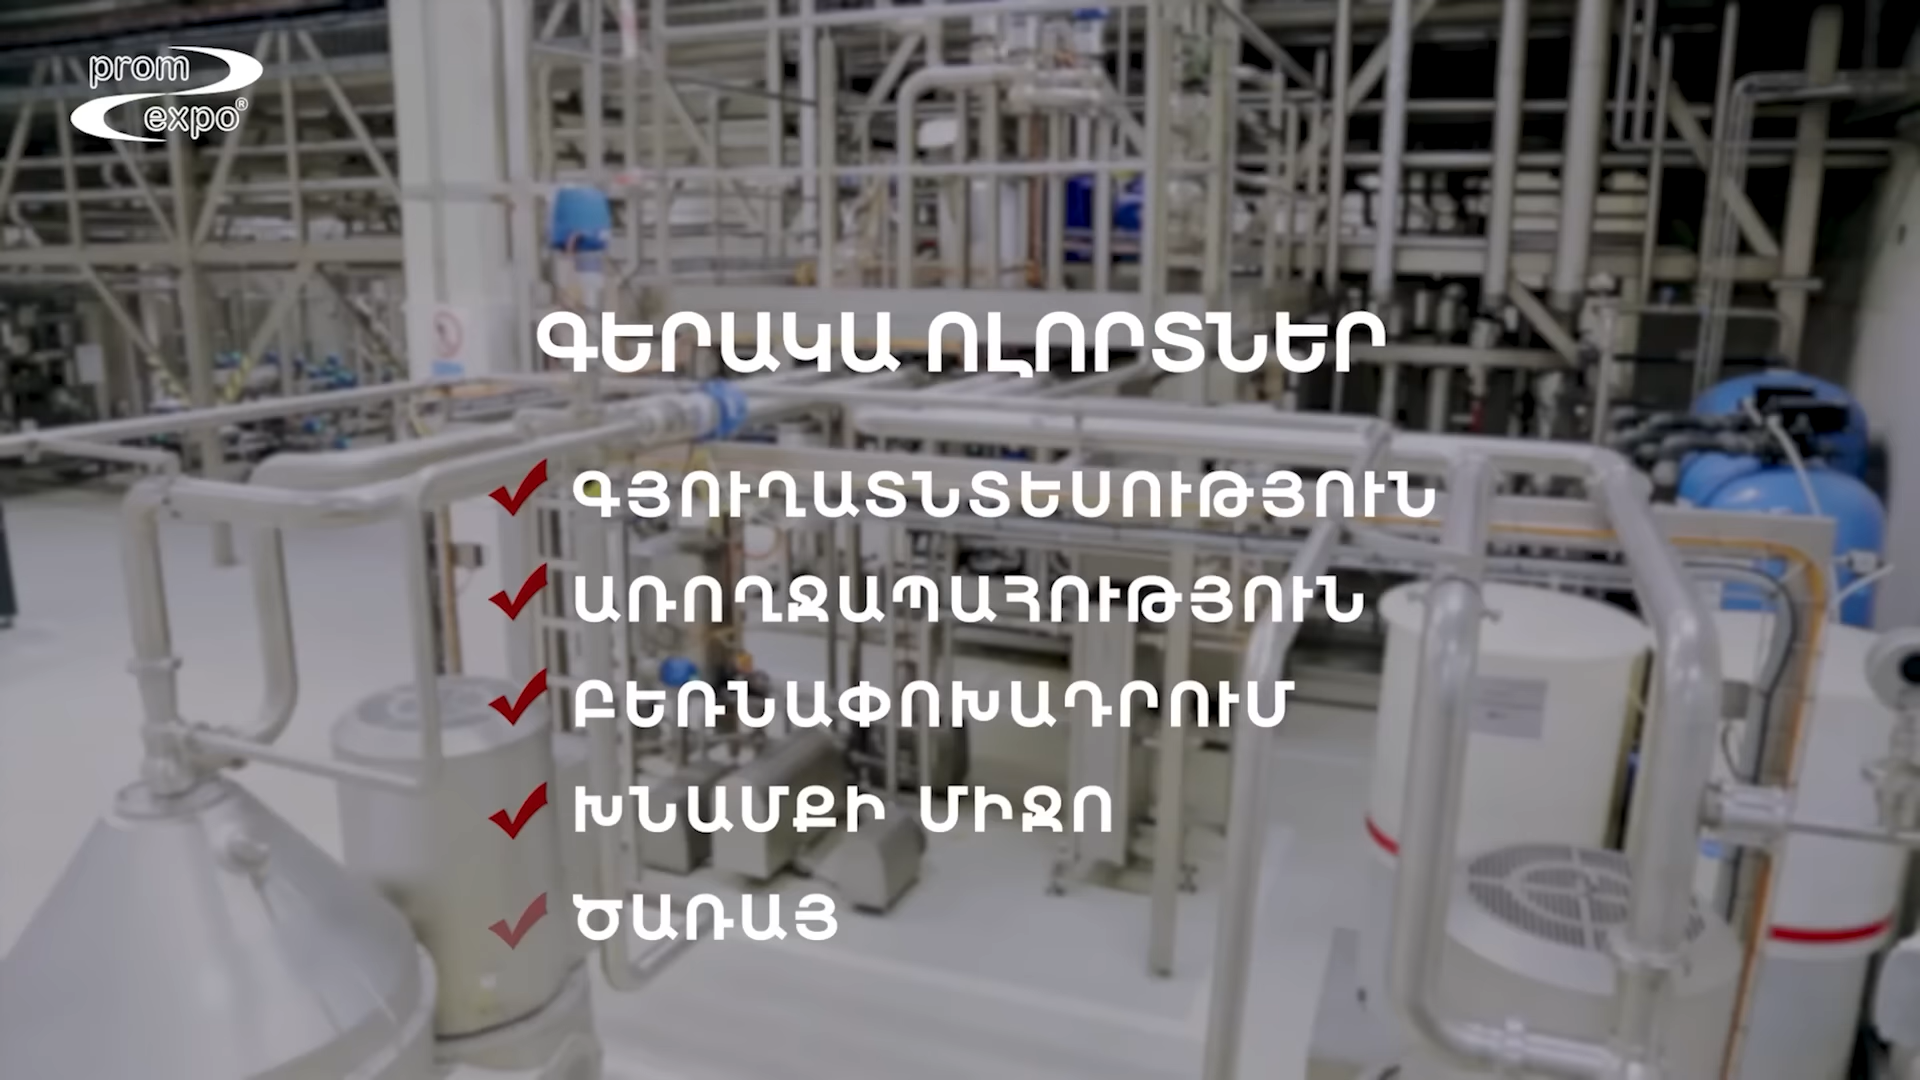 prom
expo®
ԳԵՐԱԿԱ ՈԼՈՐՏՆԵՐ
ԳՅՈՒՂԱՏՆՏԵՍՈՒԹՅՈՒՆ
ԱՌՈՂՋԱՊԱՀՈՒԹՅՈՒՆ
ԲԵՌՆԱՓՈԽԱԴՐՈՒՄ
ԽՆԱՄՔԻ ՄԻՋՈ
ԾԱՌԱՅ